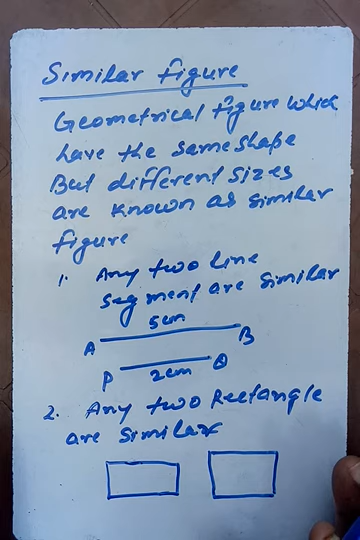 Similar figure
Geometrical figure which
have the same shape
But different sizes
are known as similar
figure
1. Any two line
segment are similar
5cm
A B
P Q
2cm
2. Any two Rectangle
are similar